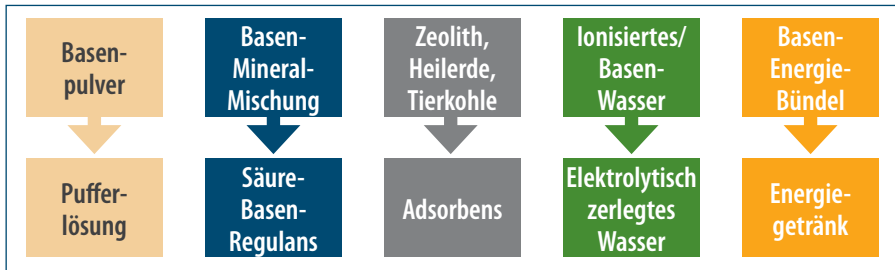 Basen-
pulver
Basen-
Mineral-
Mischung
Zeolith,
Heilerde,
Tierkohle
Ionisiertes/
Basen-
Wasser
Basen-
Energie-
Bündel
Puffer-
lösung
Säure-
Basen-
Regulans
Adsorbens
Elektrolytisch
zerlegtes
Wasser
Energie-
getränk